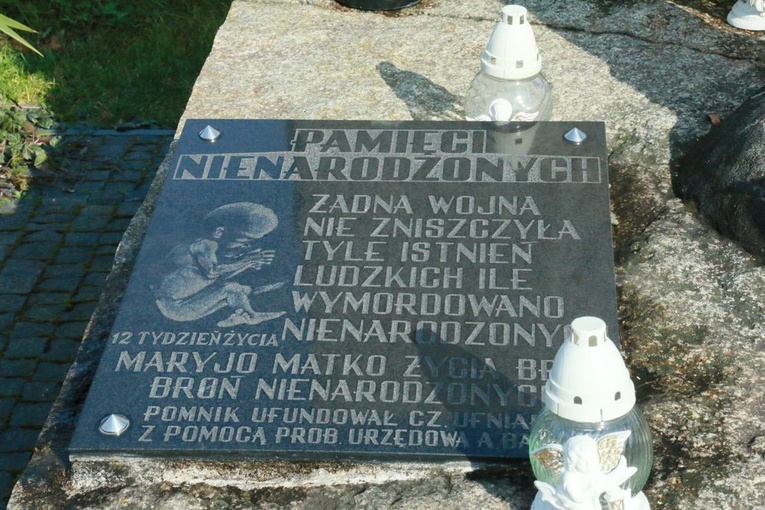 PAMIĘCI
NIENARODZONYCH
ŻADNA WOJNA
NIE ZNISZCZYŁA
TYLE ISTNIEŃ
LUDZKICH ILE
WYMORDOWANO
NIENARODZONYC
12 TYDZIEŃ ŻYCIA
MARYJO MATKO ŻYCIA
BROŃ NIENARODZONYCH
POMNIK UFUNDOWAŁ CZ.
Z POMOCĄ PROB. URZĘDOWA A